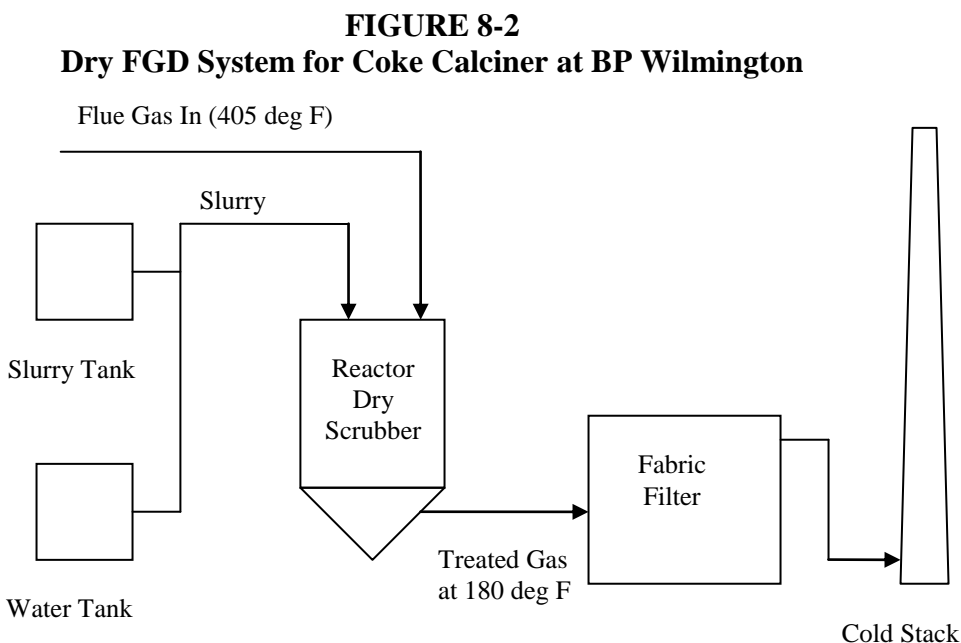 FIGURE 8-2
Dry FGD System for Coke Calciner at BP Wilmington
Flue Gas In (405 deg F)
Slurry
Slurry Tank
Reactor
Dry
Scrubber
Fabric
Filter
Treated Gas
at 180 deg F
Water Tank
Cold Stack